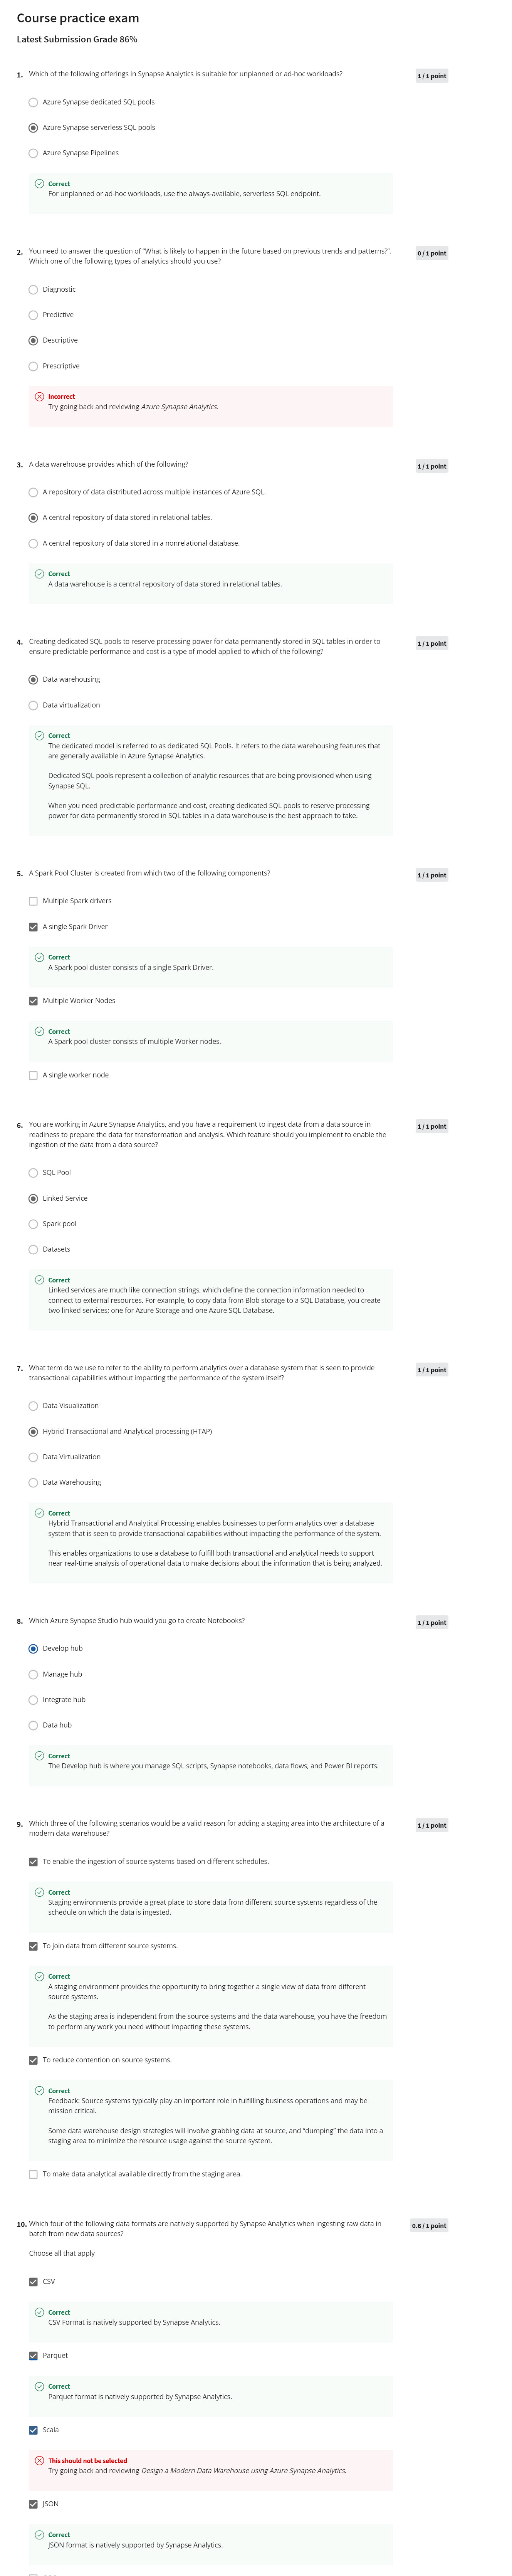 Course practice exam
Latest Submission Grade 86%
1. Which of the following offerings in Synapse Analytics is suitable for unplanned or ad-hoc workloads?
1 / 1 point
Azure Synapse dedicated SQL pools
Azure Synapse serverless SQL pools
Azure Synapse Pipelines
Correct
For unplanned or ad-hoc workloads, use the always-available, serverless SQL endpoint.
2. You need to answer the question of “What is likely to happen in the future based on previous trends and patterns?”.
Which one of the following types of analytics should you use?
0 / 1 point
Diagnostic
Predictive
Descriptive
Prescriptive
Incorrect
Try going back and reviewing Azure Synapse Analytics.
3. A data warehouse provides which of the following?
1 / 1 point
A repository of data distributed across multiple instances of Azure SQL.
A central repository of data stored in relational tables.
A central repository of data stored in a nonrelational database.
Correct
A data warehouse is a central repository of data stored in relational tables.
4. Creating dedicated SQL pools to reserve processing power for data permanently stored in SQL tables in order to
ensure predictable performance and cost is a type of model applied to which of the following?
1 / 1 point
Data warehousing
Data virtualization
Correct
The dedicated model is referred to as dedicated SQL Pools. It refers to the data warehousing features that
are generally available in Azure Synapse Analytics.
Dedicated SQL pools represent a collection of analytic resources that are being provisioned when using
Synapse SQL.
When you need predictable performance and cost, creating dedicated SQL pools to reserve processing
power for data permanently stored in SQL tables in a data warehouse is the best approach to take.
5. A Spark Pool Cluster is created from which two of the following components?
1 / 1 point
Multiple Spark drivers
A single Spark Driver
Correct
A Spark pool cluster consists of a single Spark Driver.
Multiple Worker Nodes
Correct
A Spark pool cluster consists of multiple Worker nodes.
A single worker node
6. You are working in Azure Synapse Analytics, and you have a requirement to ingest data from a data source in
readiness to prepare the data for transformation and analysis. Which feature should you implement to enable the
ingestion of the data from a data source?
1 / 1 point
SQL Pool
Linked Service
Spark pool
Datasets
Correct
Linked services are much like connection strings, which define the connection information needed to
connect to external resources. For example, to copy data from Blob storage to a SQL Database, you create
two linked services; one for Azure Storage and one Azure SQL Database.
7. What term do we use to refer to the ability to perform analytics over a database system that is seen to provide
transactional capabilities without impacting the performance of the system itself?
1 / 1 point
Data Visualization
Hybrid Transactional and Analytical processing (HTAP)
Data Virtualization
Data Warehousing
Correct
Hybrid Transactional and Analytical Processing enables businesses to perform analytics over a database
system that is seen to provide transactional capabilities without impacting the performance of the system.
This enables organizations to use a database to fulfill both transactional and analytical needs to support
near real-time analysis of operational data to make decisions about the information that is being analyzed.
8. Which Azure Synapse Studio hub would you go to create Notebooks?
1 / 1 point
Develop hub
Manage hub
Integrate hub
Data hub
Correct
The Develop hub is where you manage SQL scripts, Synapse notebooks, data flows, and Power BI reports.
9. Which three of the following scenarios would be a valid reason for adding a staging area into the architecture of a
modern data warehouse?
1 / 1 point
To enable the ingestion of source systems based on different schedules.
Correct
Staging environments provide a great place to store data from different source systems regardless of the
schedule on which the data is ingested.
To join data from different source systems.
Correct
A staging environment provides the opportunity to bring together a single view of data from different
source systems.
As the staging area is independent from the source systems and the data warehouse, you have the freedom
to perform any work you need without impacting these systems.
To reduce contention on source systems.
Correct
Feedback: Source systems typically play an important role in fulfilling business operations and may be
mission critical.
Some data warehouse design strategies will involve grabbing data at source, and “dumping” the data into a
staging area to minimize the resource usage against the source system.
To make data analytical available directly from the staging area.
10. Which four of the following data formats are natively supported by Synapse Analytics when ingesting raw data in
batch from new data sources?
0.6 / 1 point
Choose all that apply
CSV
Correct
CSV Format is natively supported by Synapse Analytics.
Parquet
Correct
Parquet format is natively supported by Synapse Analytics.
Scala
This should not be selected
Try going back and reviewing Design a Modern Data Warehouse using Azure Synapse Analytics.
JSON
Correct
JSON format is natively supported by Synapse Analytics.